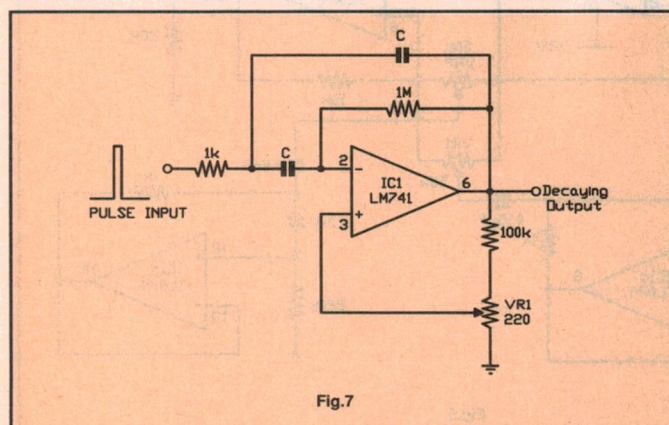 C
1M
1k
C
2
-
IC1
LM741
6
+
3
PULSE INPUT
Decaying
Output
100k
VR1
220
Fig.7